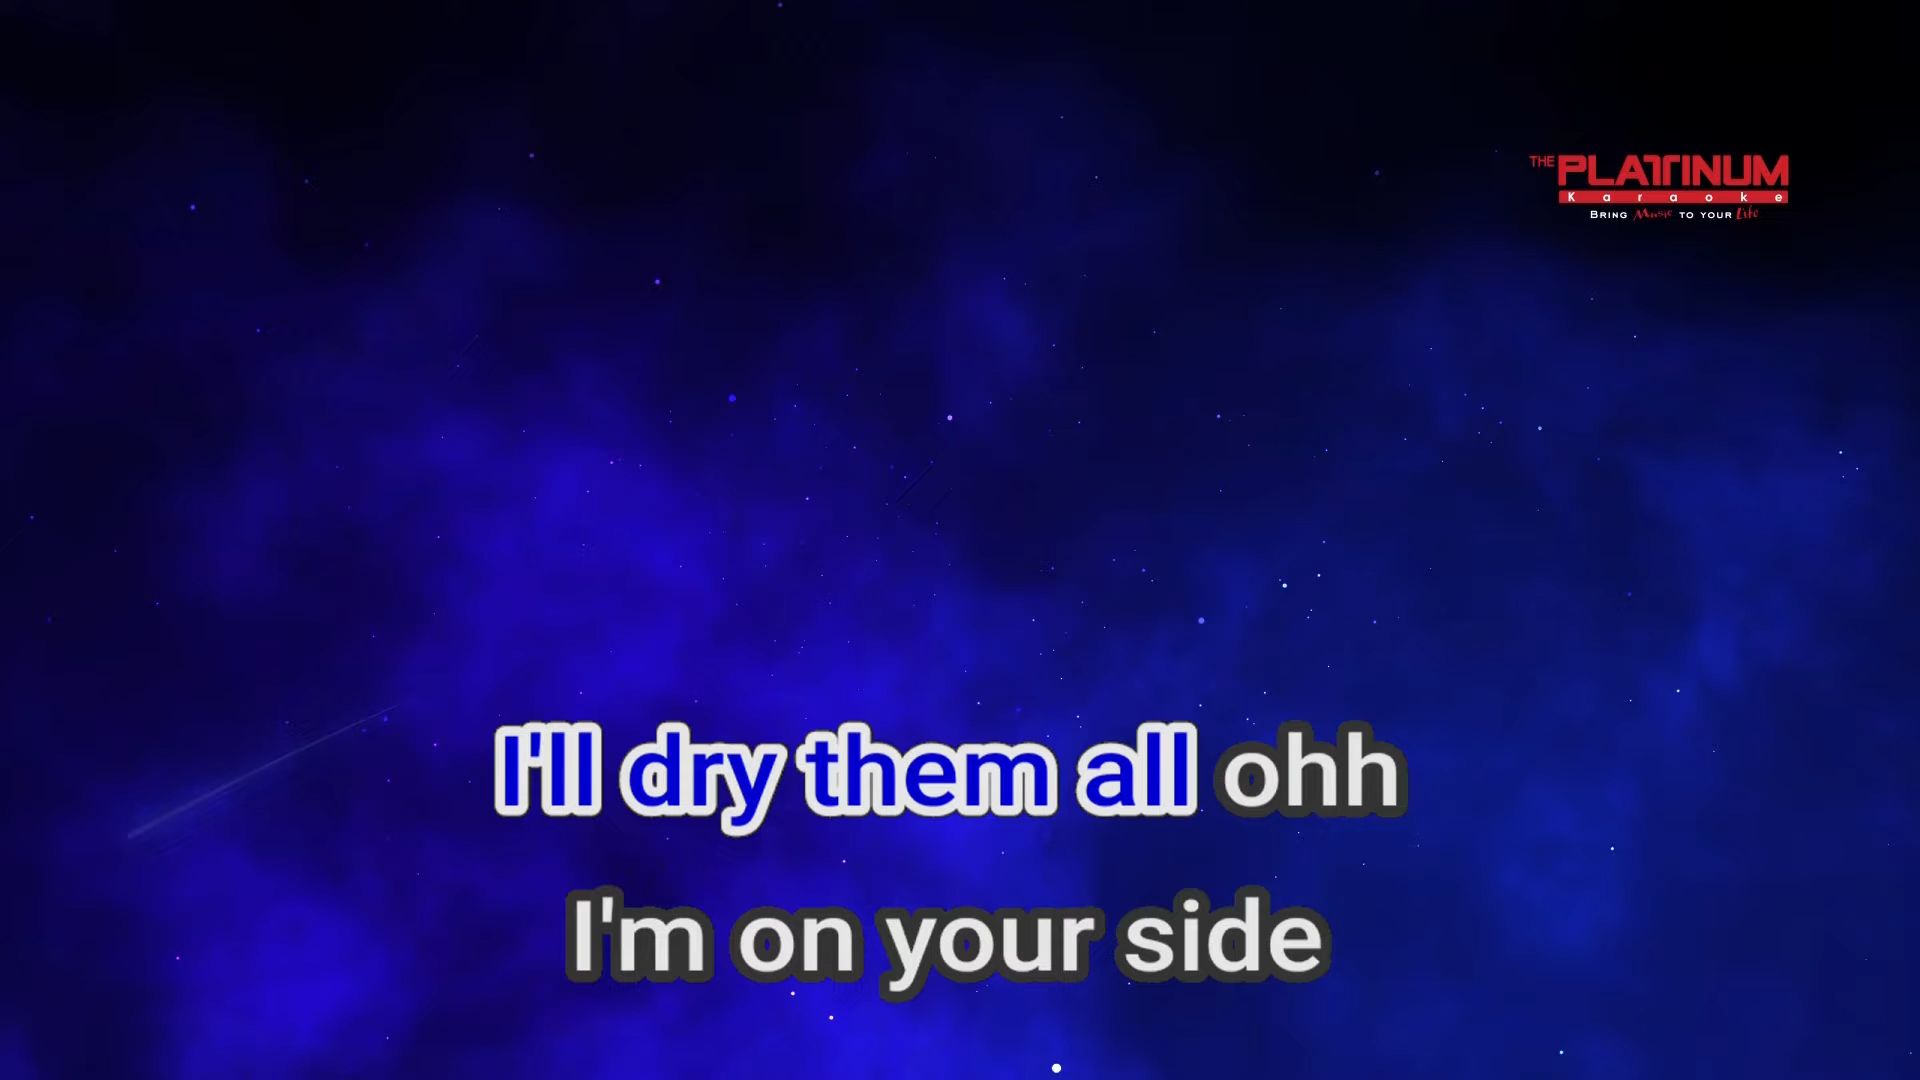 THE PLATINUM
Karaoke
BRING Music TO YOUR Life
I'll dry them all ohh
I'm on your side